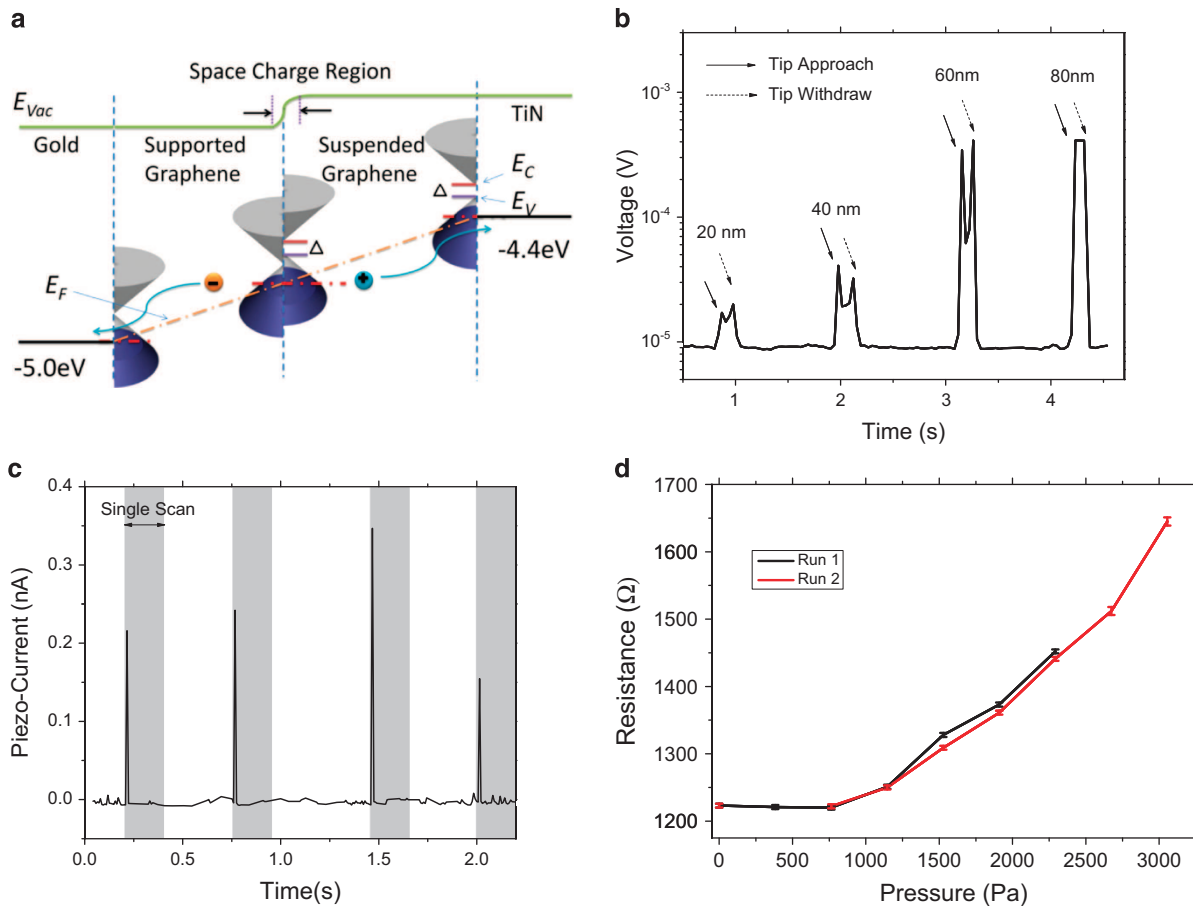 a
Space Charge Region
E_Vac
TiN
Gold
Supported
Graphene
Suspended
Graphene
E_C
Δ
E_V
Δ
-4.4eV
−
+
E_F
-5.0eV
b
Tip Approach
Tip Withdraw
60nm
80nm
40 nm
20 nm
10⁻³
10⁻⁴
10⁻⁵
Voltage (V)
1 2 3 4
Time (s)
c
0.4
0.3
0.2
0.1
0.0
Single Scan
Piezo-Current (nA)
0.0 0.5 1.0 1.5 2.0
Time(s)
d
1700
1600
1500
1400
1300
1200
Run 1
Run 2
Resistance (Ω)
0 500 1000 1500 2000 2500 3000
Pressure (Pa)